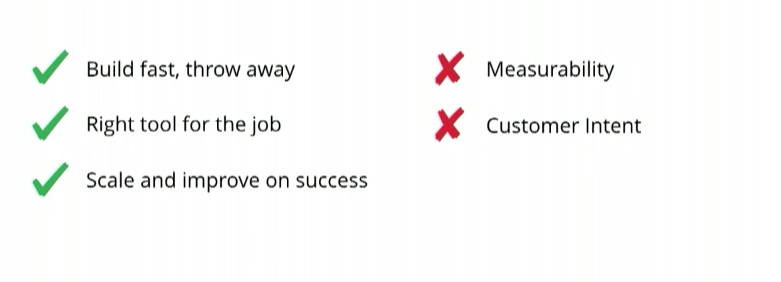 Build fast, throw away
Right tool for the job
Scale and improve on success
Measurability
Customer Intent